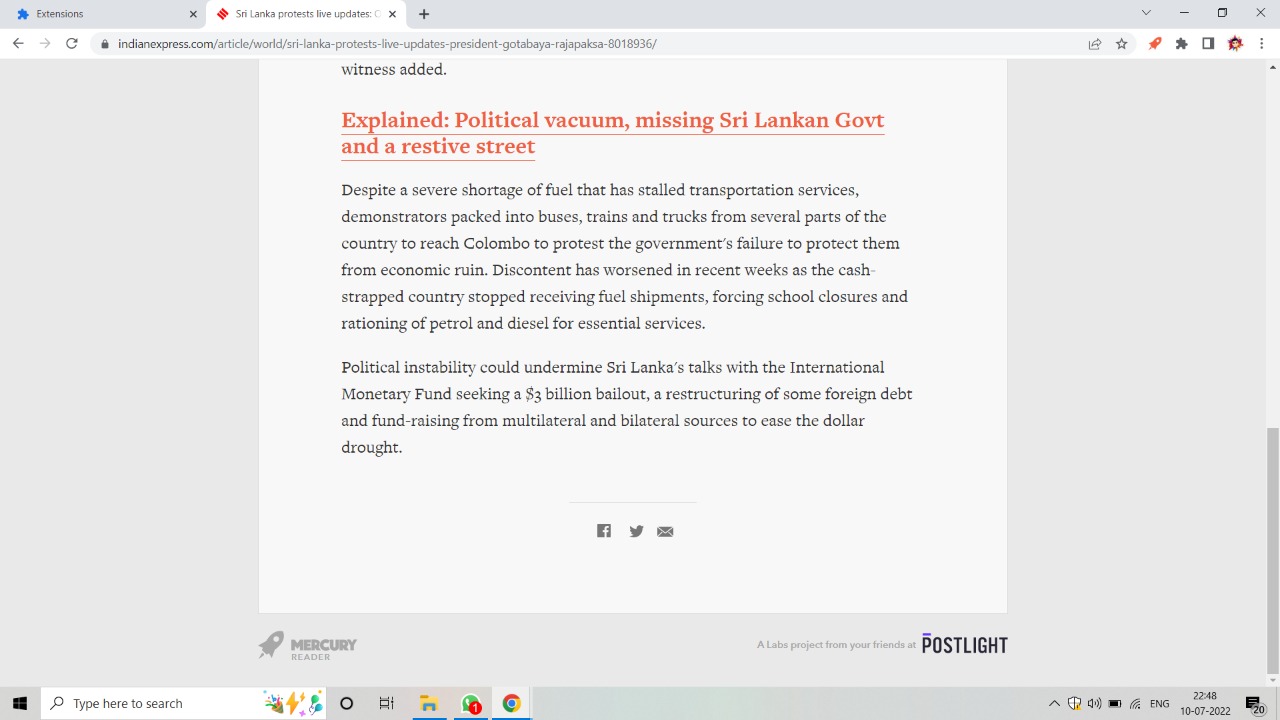 Extensions
Sri Lanka protests live updates: G
indianexpress.com/article/world/sri-lanka-protests-live-updates-president-gotabaya-rajapaksa-8018936/
witness added.
Explained: Political vacuum, missing Sri Lankan Govt
and a restive street
Despite a severe shortage of fuel that has stalled transportation services,
demonstrators packed into buses, trains and trucks from several parts of the
country to reach Colombo to protest the government's failure to protect them
from economic ruin. Discontent has worsened in recent weeks as the cash-
strapped country stopped receiving fuel shipments, forcing school closures and
rationing of petrol and diesel for essential services.
Political instability could undermine Sri Lanka's talks with the International
Monetary Fund seeking a $3 billion bailout, a restructuring of some foreign debt
and fund-raising from multilateral and bilateral sources to ease the dollar
drought.
MERCURY
READER
A Labs project from your friends at POSTLIGHT
Type here to search
1
ENG
22:48
10-07-2022
20